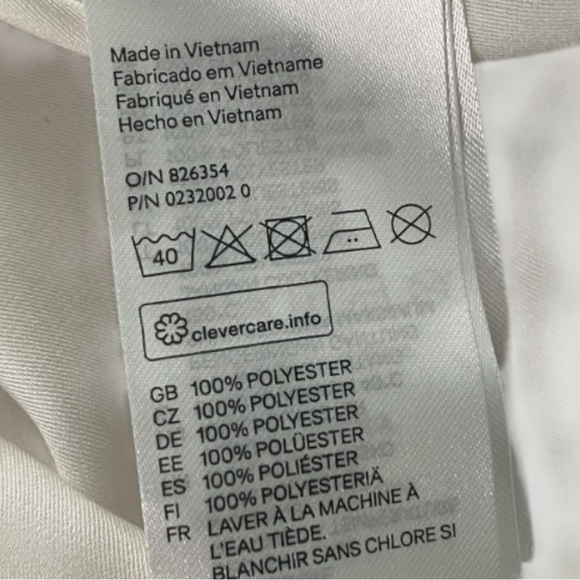 Made in Vietnam
Fabricado em Vietname
Fabriqué en Vietnam
Hecho en Vietnam
O/N 826354
P/N 0232002 0
40
clevercare.info
GB 100% POLYESTER
CZ 100% POLYESTER
DE 100% POLYESTER
EE 100% POLÜESTER
ES 100% POLIÉSTER
FI 100% POLYESTERIÄ
FR LAVER À LA MACHINE À
L'EAU TIÈDE.
BLANCHIR SANS CHLORE SI